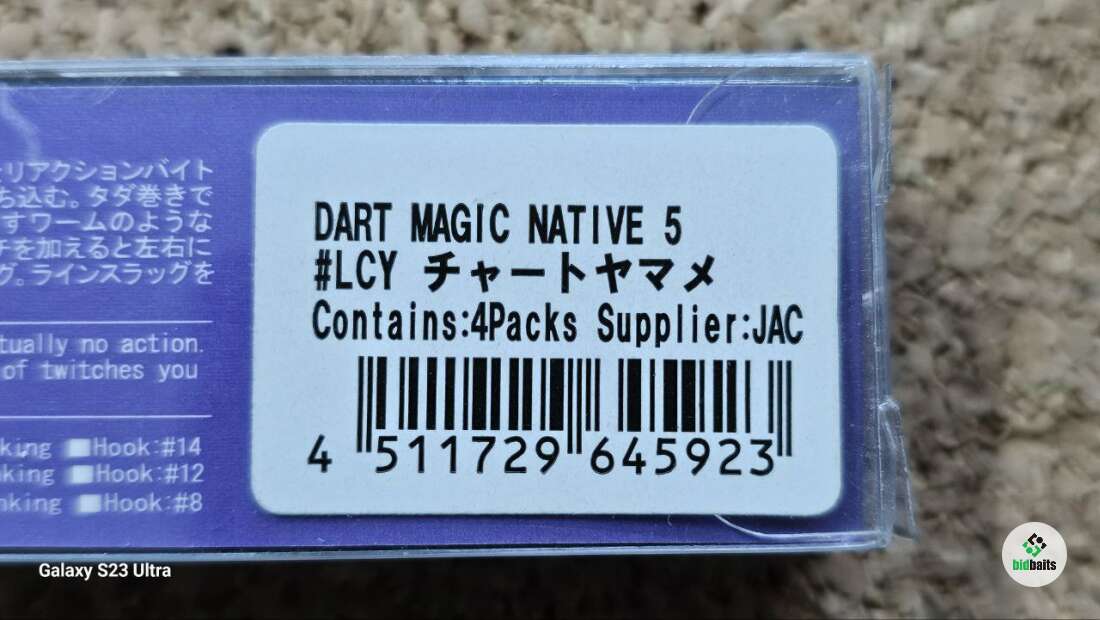 リアクションバイト
ち込む。タダ巻きで
すワームのような
チを加えると左右に
グ。ラインスラッグを
tually no action.
of twitches you
king Hook:#14
nking Hook:#12
nking Hook:#8
DART MAGIC NATIVE 5
#LCY チャートヤマメ
Contains:4Packs Supplier:JAC
4 511729 645923
Galaxy S23 Ultra
bidbaits